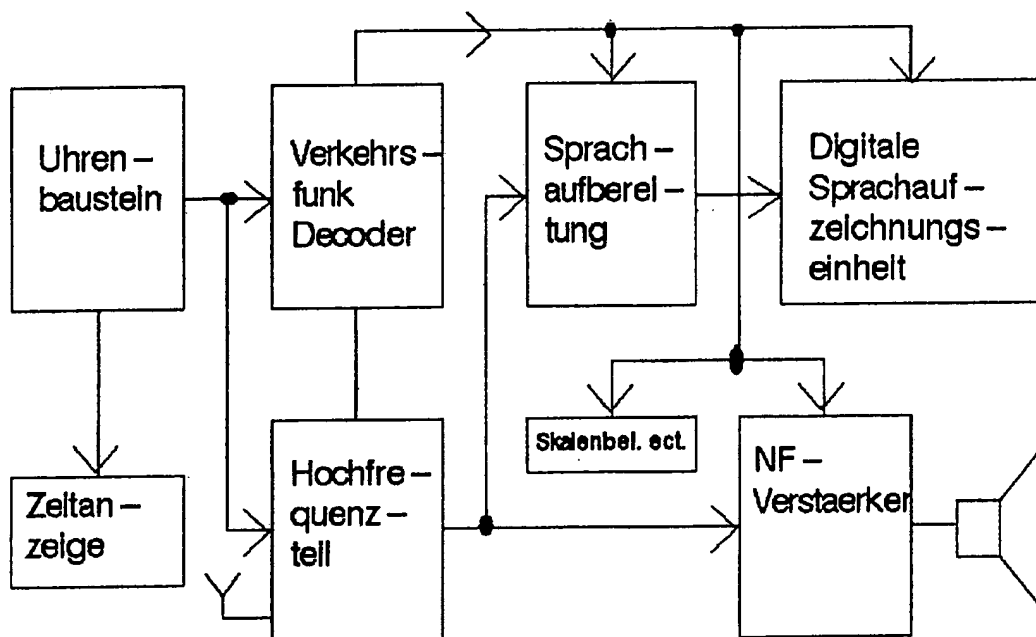 Uhren –
baustein
Verkehrs –
funk
Decoder
Sprach –
aufberei –
tung
Digitale
Sprachauf –
zeichnungs –
einheit
Zeitan –
zeige
Hochfre –
quenz –
teil
Skalenbel. ect.
NF –
Verstaerker